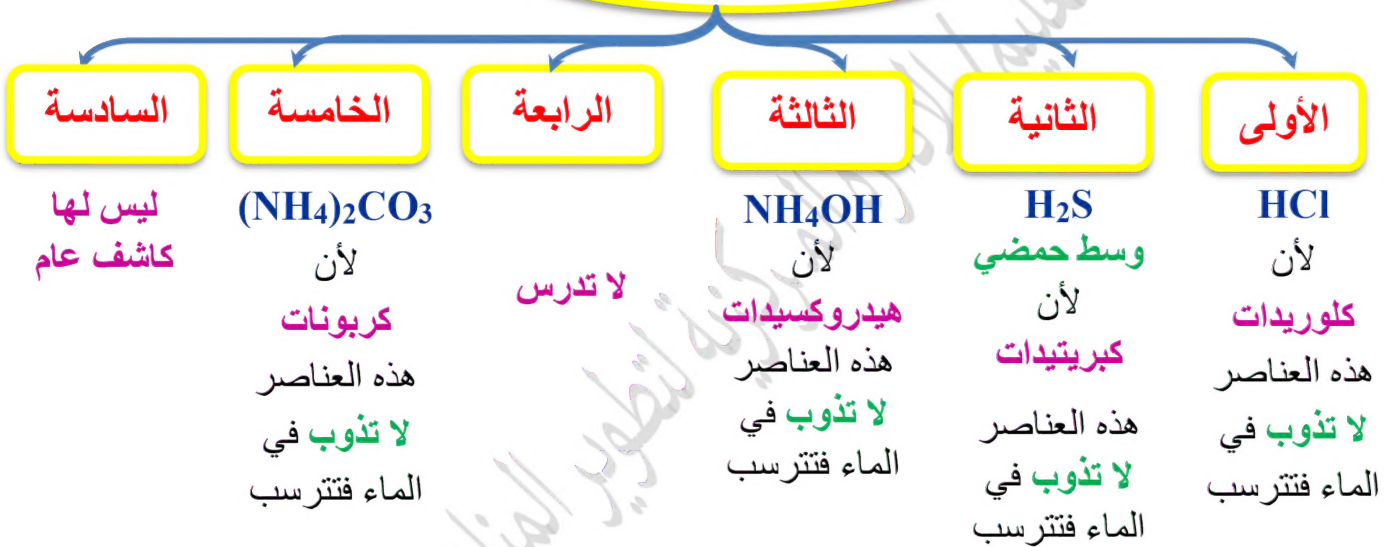 الأولى
HCl
لأن
كلوريدات
هذه العناصر
لا تذوب في
الماء فتترسب
الثانية
H₂S
وسط حمضي
لأن
كبريتيدات
هذه العناصر
لا تذوب في
الماء فتترسب
الثالثة
NH₄OH
لأن
هيدروكسيدات
هذه العناصر
لا تذوب في
الماء فتترسب
الرابعة
لا تدرس
الخامسة
(NH₄)₂CO₃
لأن
كربونات
هذه العناصر
لا تذوب في
الماء فتترسب
السادسة
ليس لها
كاشف عام